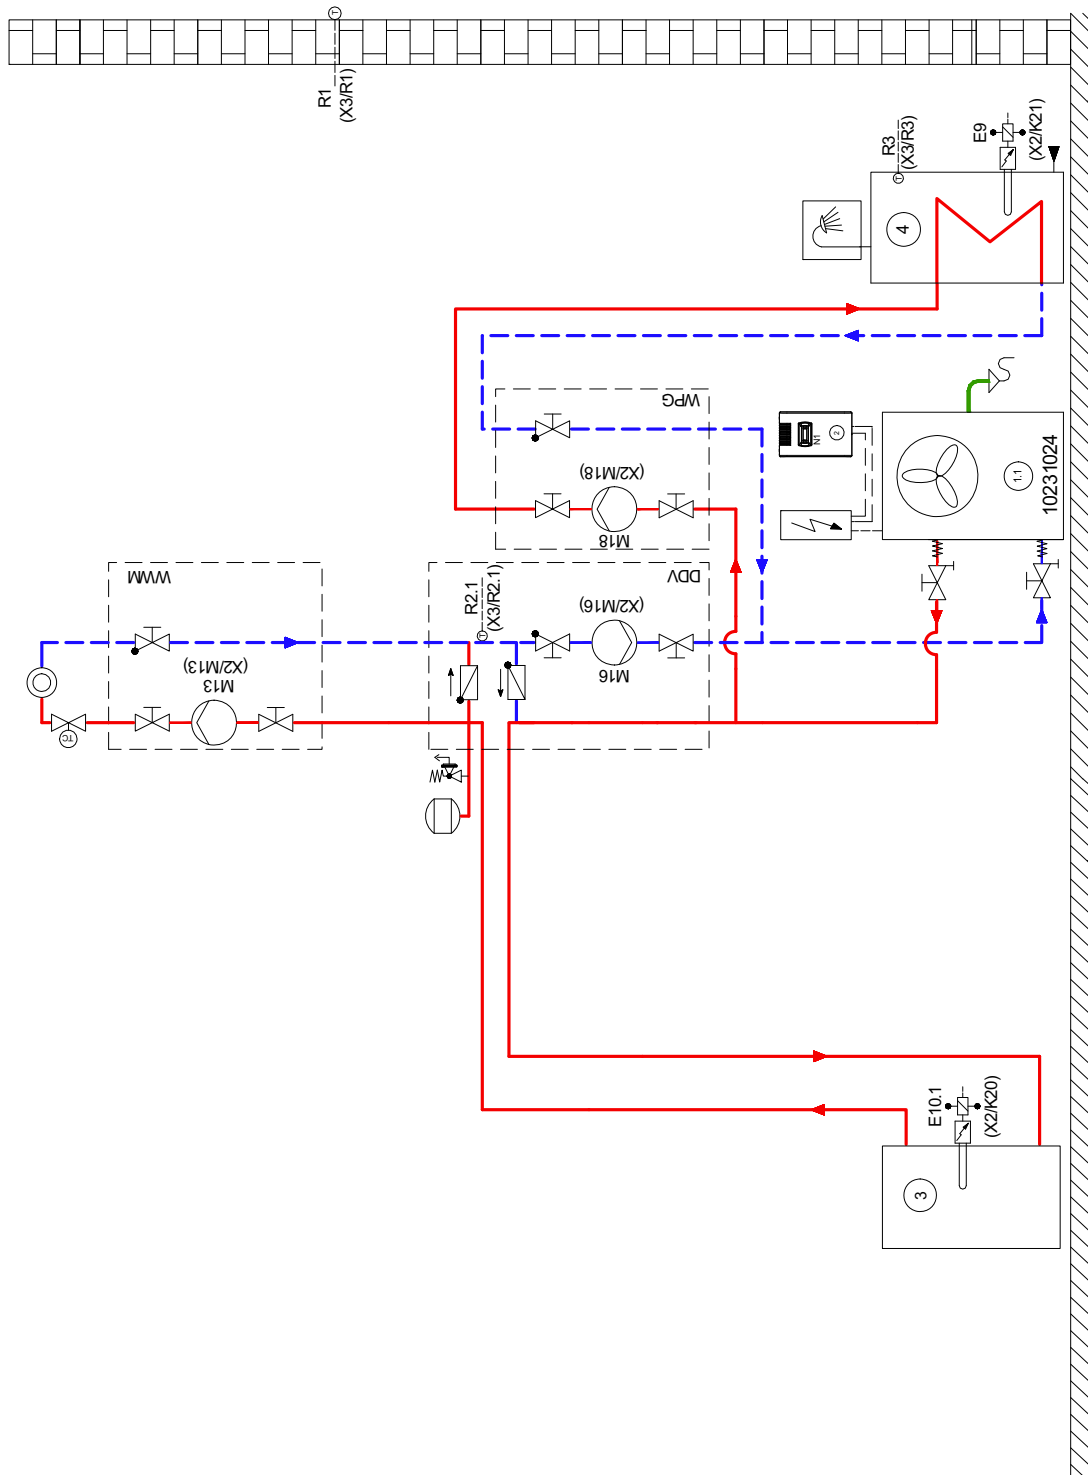 R1
(X3/R1)
R3
(X3/R3)
E9
(X2/K21)
4
WPG
(X2/M18)
M18
N1
2
1.1
10231024
WWM
M13
(X2/M13)
R2.1
(X3/R2.1)
DDV
(X2/M16)
M16
TC
T
T
T
E10.1
(X2/K20)
3